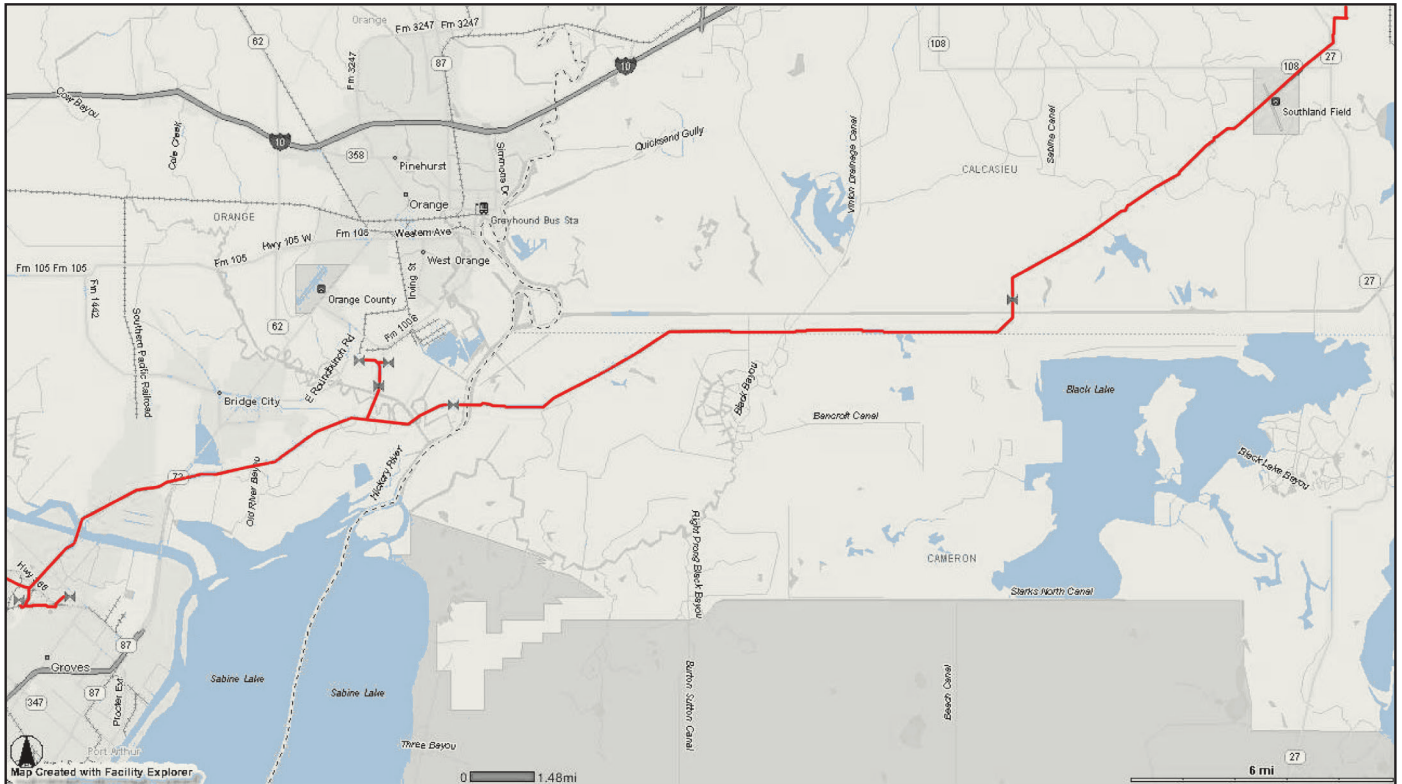 Orange
Fm 3247 Fm 3247
62
Fm 3247
87
10
108
108
27
Cow Bayou
Cole Creek
10
358
Pinehurst
Simmons Dr
Quicksand Gully
Vinton Drainage Canal
Sabine Canal
Southland Field
CALCASIEU
Orange
ORANGE
Greyhound Bus Sta
Hwy 105 W
Fm 106
Western Ave
Fm 105
West Orange
Fm 105 Fm 105
Irving St
Fm 1442
Orange County
27
Southern Pacific Railroad
62
Fm 1006
E Roundbunch Rd
Bridge City
Black Bayou
Black Lake
Bancroft Canal
Black Lake Bayou
73
Old River Bayou
Hickory River
Right Prong Black Bayou
CAMERON
Starks North Canal
87
Groves
87
Procter Ext
347
Sabine Lake
Sabine Lake
Burton Sutton Canal
Beach Canal
Port Arthur
Three Bayou
27
Map Created with Facility Explorer
0
1.48mi
6 mi